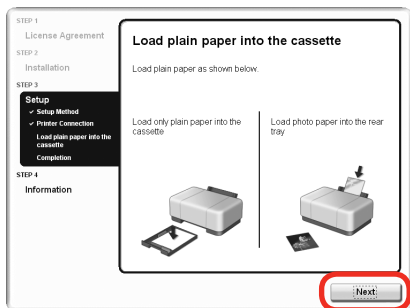 STEP 1
License Agreement
STEP 2
Installation
STEP 3
Setup
✓ Setup Method
✓ Printer Connection
Load plain paper into the
cassette
Completion
STEP 4
Information
Load plain paper into the cassette
Load plain paper as shown below.
Load only plain paper into the
cassette
Load photo paper into the rear
tray
Next